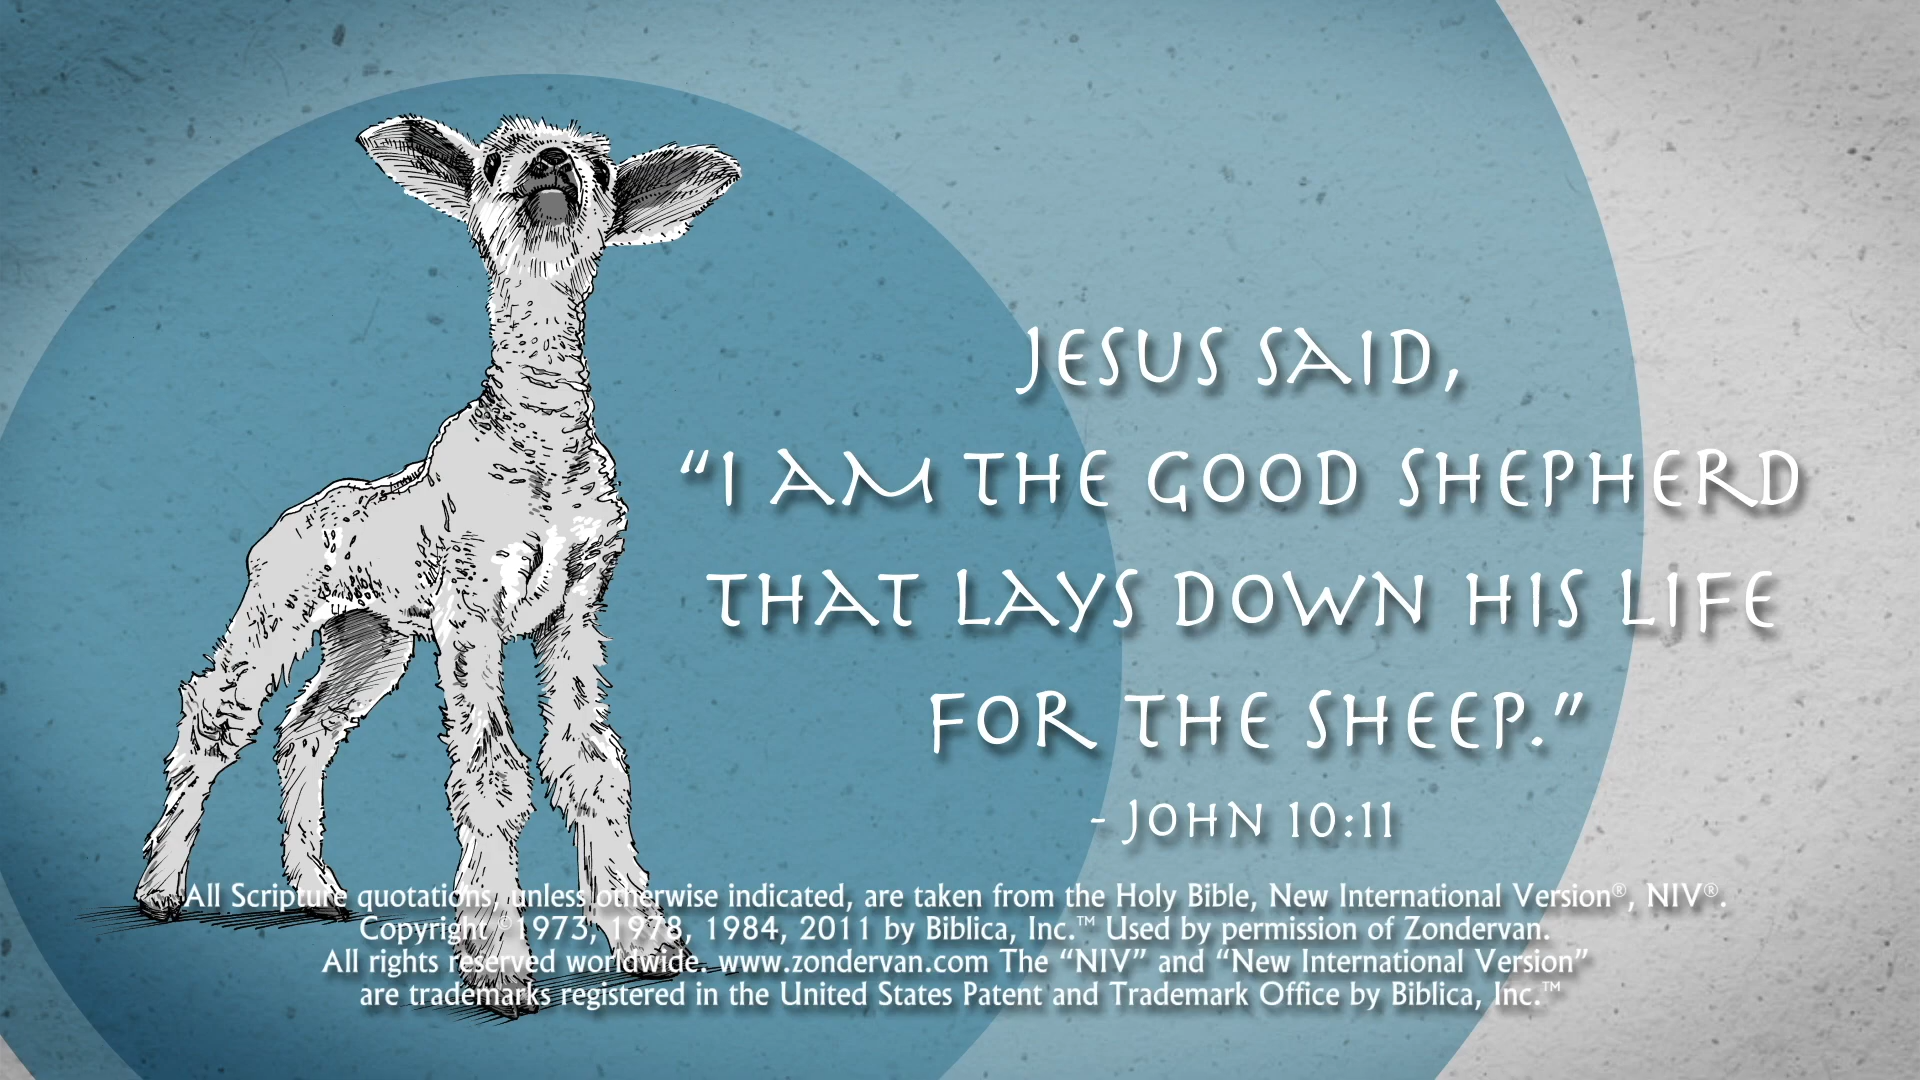 JESUS SAID,
“I AM THE GOOD SHEPHERD
THAT LAYS DOWN HIS LIFE
FOR THE SHEEP.”
- JOHN 10:11
All Scripture quotations, unless otherwise indicated, are taken from the Holy Bible, New International Version®, NIV®.
Copyright ©1973, 1978, 1984, 2011 by Biblica, Inc.™ Used by permission of Zondervan.
All rights reserved worldwide. www.zondervan.com The “NIV” and “New International Version”
are trademarks registered in the United States Patent and Trademark Office by Biblica, Inc.™